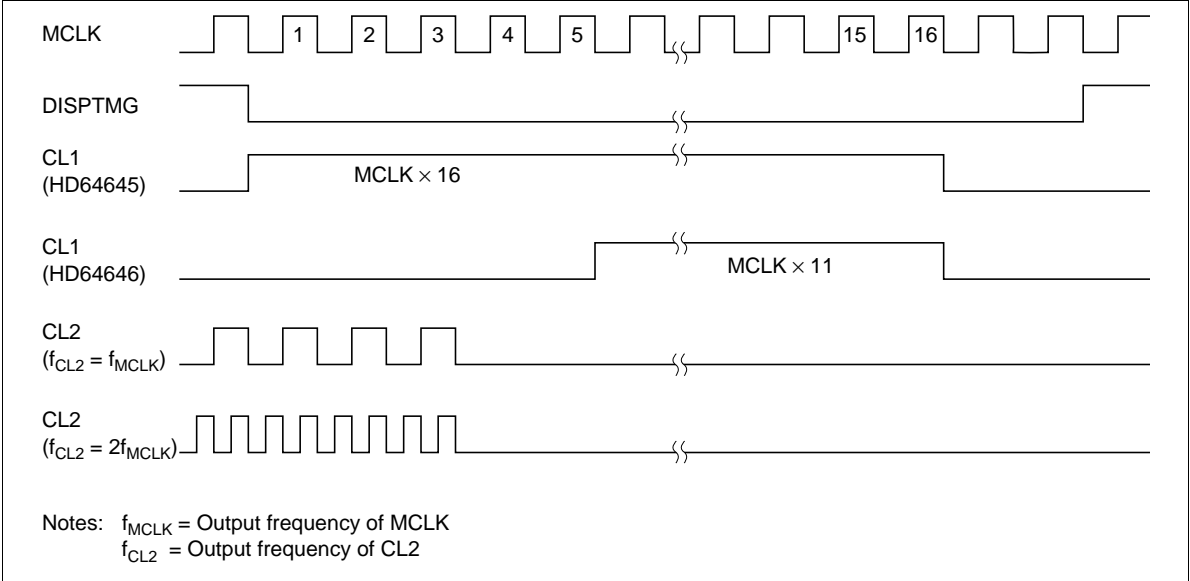 MCLK 1 2 3 4 5 15 16
DISPTMG
CL1
(HD64645)
MCLK × 16
CL1
(HD64646)
MCLK × 11
CL2
(fCL2 = fMCLK)
CL2
(fCL2 = 2fMCLK)
Notes: fMCLK = Output frequency of MCLK
fCL2 = Output frequency of CL2